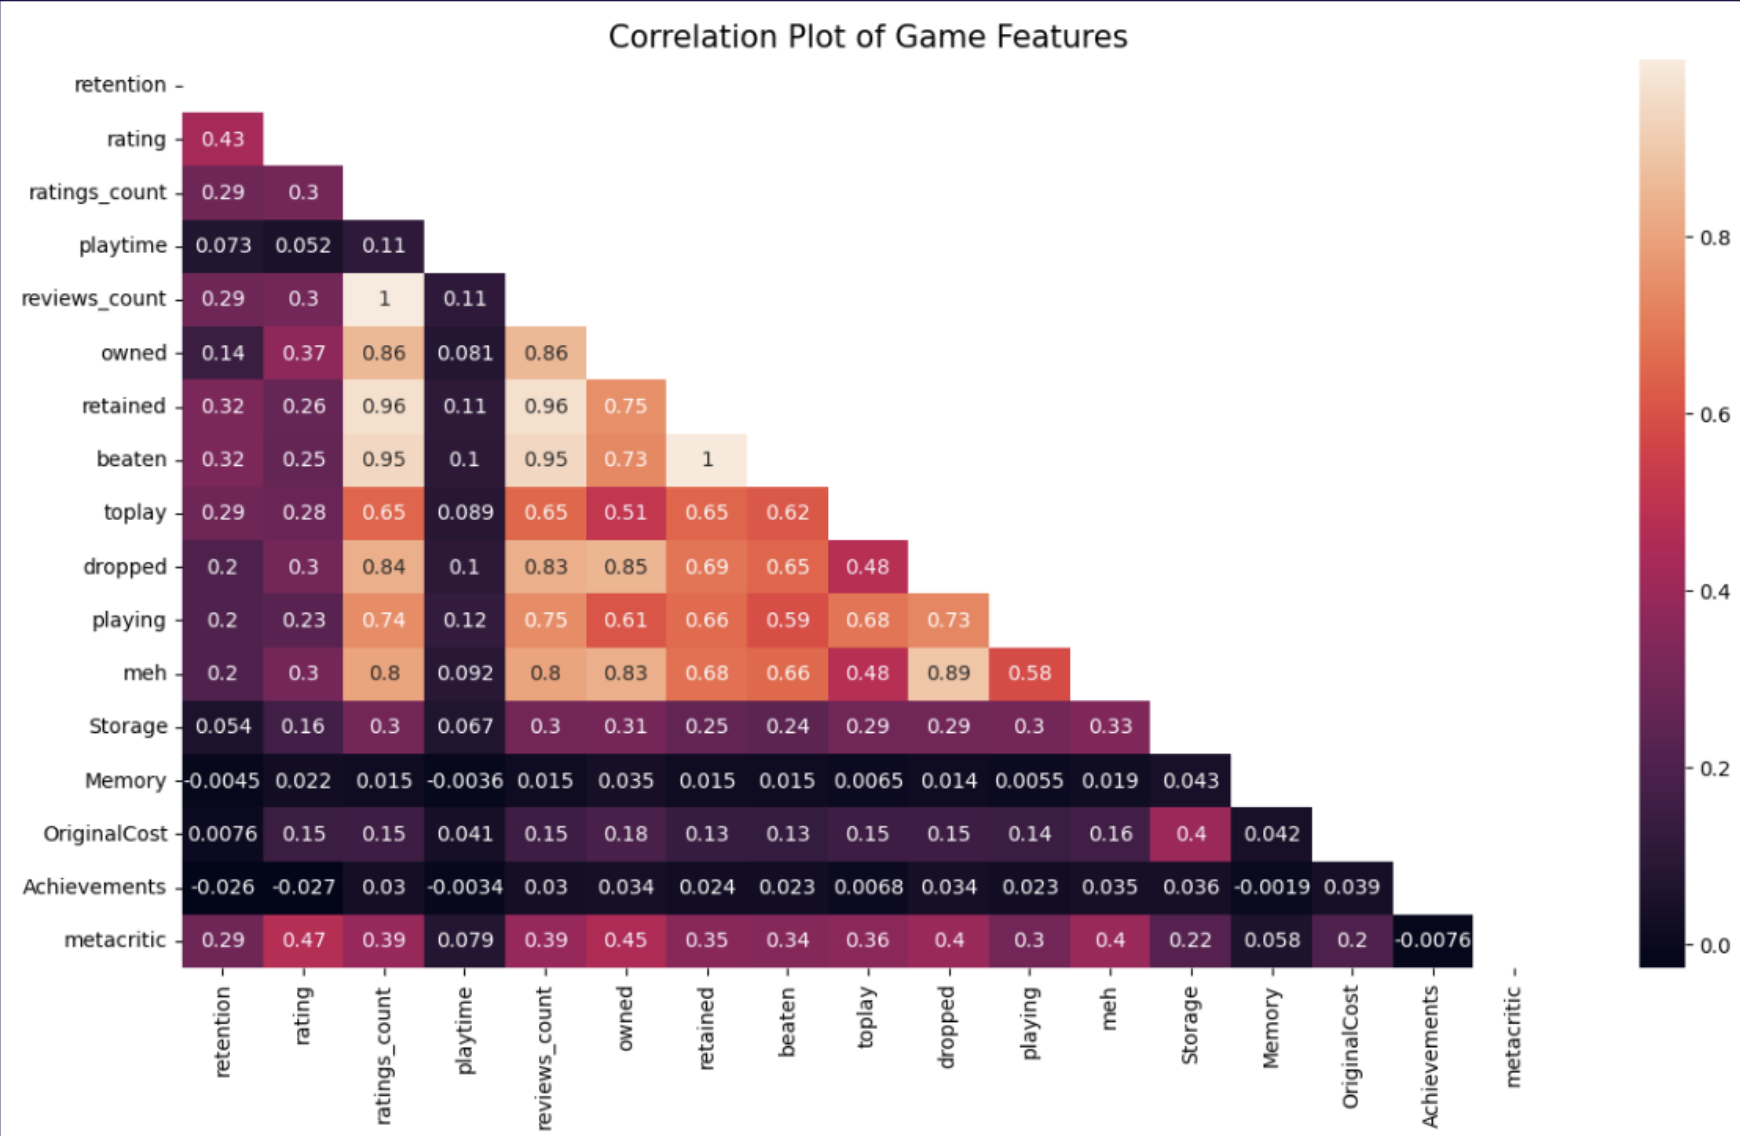 Correlation Plot of Game Features
retention
rating 0.43
ratings_count 0.29 0.3
playtime 0.073 0.052 0.11
reviews_count 0.29 0.3 1 0.11
owned 0.14 0.37 0.86 0.081 0.86
retained 0.32 0.26 0.96 0.11 0.96 0.75
beaten 0.32 0.25 0.95 0.1 0.95 0.73 1
toplay 0.29 0.28 0.65 0.089 0.65 0.51 0.65 0.62
dropped 0.2 0.3 0.84 0.1 0.83 0.85 0.69 0.65 0.48
playing 0.2 0.23 0.74 0.12 0.75 0.61 0.66 0.59 0.68 0.73
meh 0.2 0.3 0.8 0.092 0.8 0.83 0.68 0.66 0.48 0.89 0.58
Storage 0.054 0.16 0.3 0.067 0.3 0.31 0.25 0.24 0.29 0.29 0.3 0.33
Memory -0.0045 0.022 0.015 -0.0036 0.015 0.035 0.015 0.015 0.0065 0.014 0.0055 0.019 0.043
OriginalCost 0.0076 0.15 0.15 0.041 0.15 0.18 0.13 0.13 0.15 0.15 0.14 0.16 0.4 0.042
Achievements -0.026 -0.027 0.03 -0.0034 0.03 0.034 0.024 0.023 0.0068 0.034 0.023 0.035 0.036 -0.0019 0.039
metacritic 0.29 0.47 0.39 0.079 0.39 0.45 0.35 0.34 0.36 0.4 0.3 0.4 0.22 0.058 0.2 -0.0076
retention rating ratings_count playtime reviews_count owned retained beaten toplay dropped playing meh Storage Memory OriginalCost Achievements metacritic
0.8
0.6
0.4
0.2
0.0